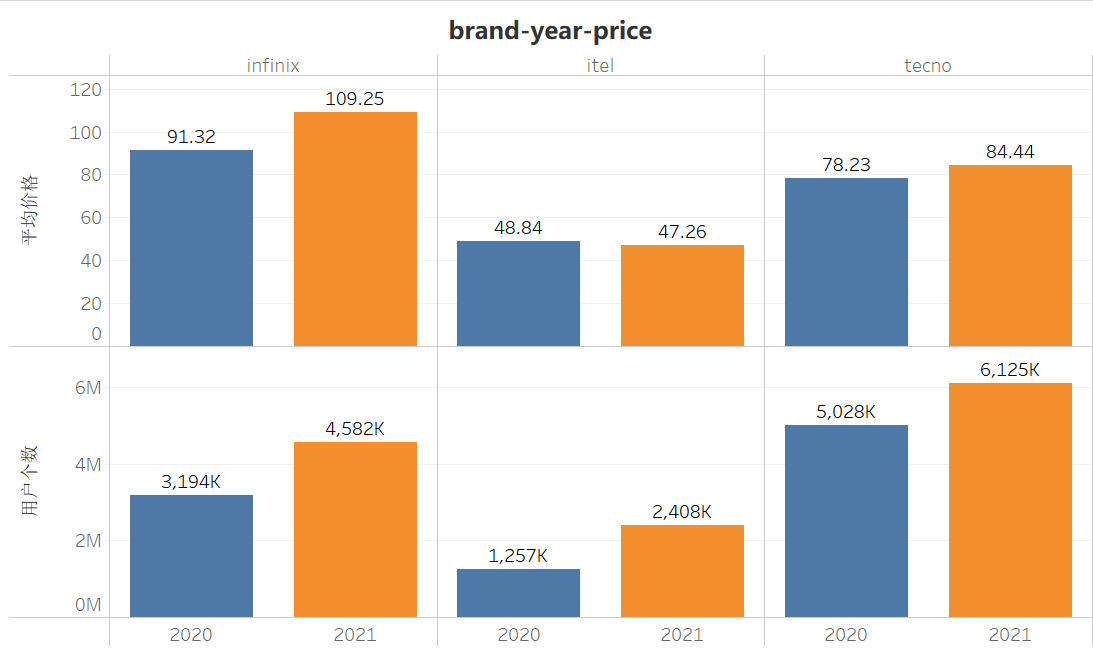 brand-year-price
infinix itel tecno
平均价格
120
100
80
60
40
20
0
91.32 109.25 48.84 47.26 78.23 84.44
用户个数
6M
4M
2M
0M
3,194K 4,582K 1,257K 2,408K 5,028K 6,125K
2020 2021 2020 2021 2020 2021